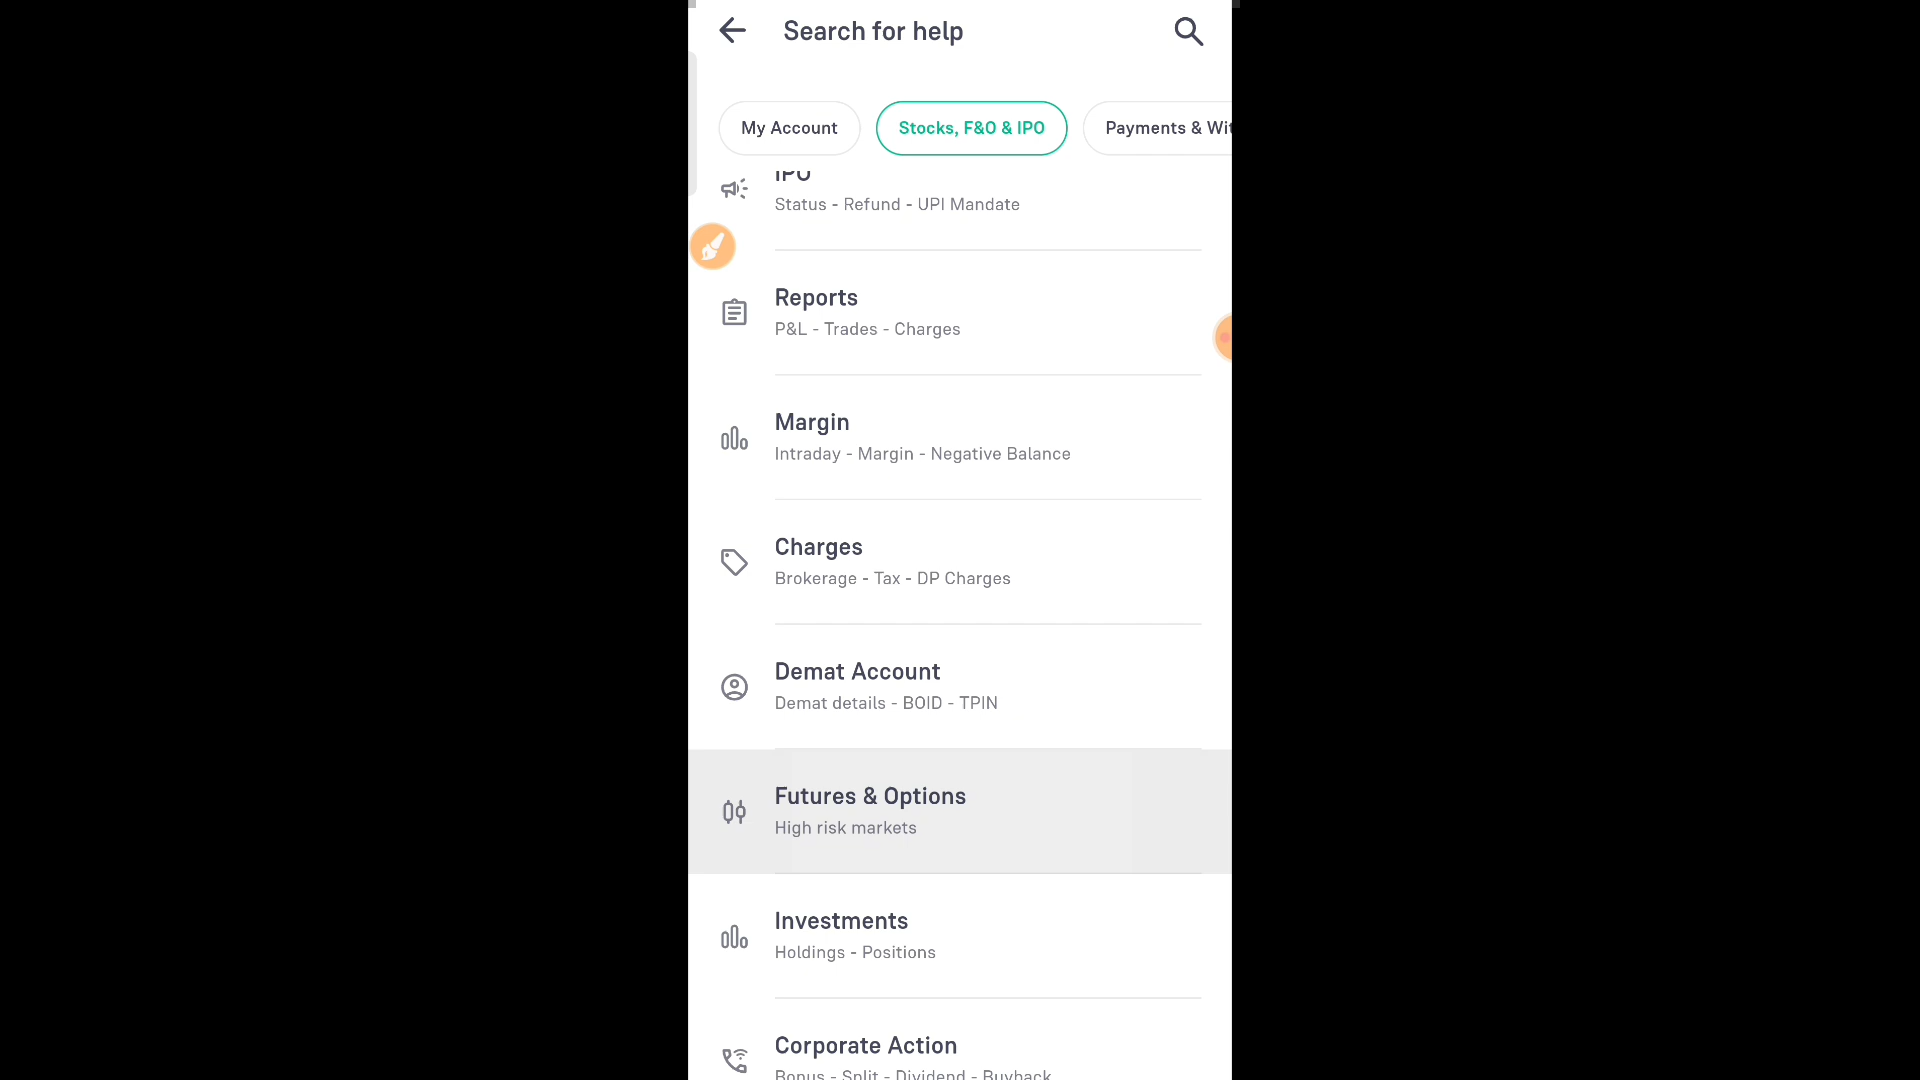 Search for help
My Account
Stocks, F&O & IPO
Payments & Wit
IPO
Status - Refund - UPI Mandate
Reports
P&L - Trades - Charges
Margin
Intraday - Margin - Negative Balance
Charges
Brokerage - Tax - DP Charges
Demat Account
Demat details - BOID - TPIN
Futures & Options
High risk markets
Investments
Holdings - Positions
Corporate Action
Bonus - Split - Dividend - Buyback